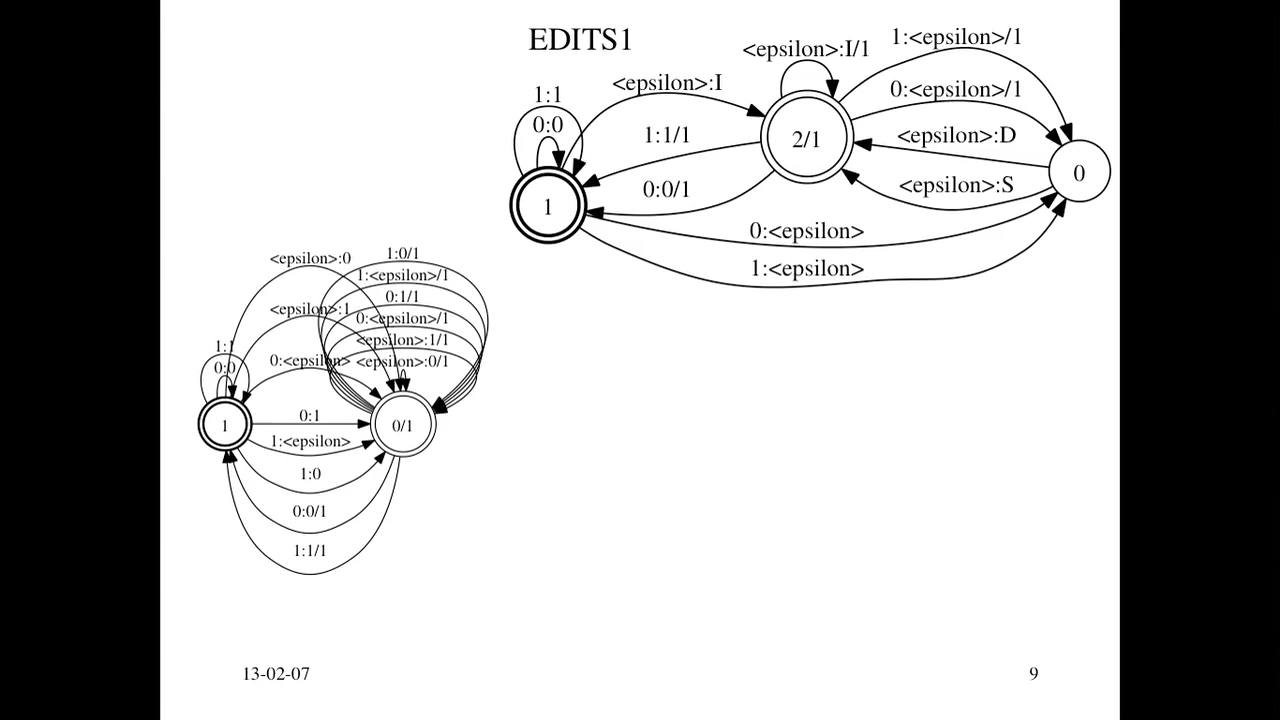 EDITS1
<epsilon>:I/1
1:<epsilon>/1
<epsilon>:I
0:<epsilon>/1
1:1
0:0
1:1/1
<epsilon>:D
2/1
0
<epsilon>:S
0:0/1
1
0:<epsilon>
1:<epsilon>
<epsilon>:0
1:0/1
1:<epsilon>/1
0:1/1
<epsilon>:1
0:<epsilon>/1
<epsilon>:1/1
1:1
0:<epsilon>
<epsilon>:0/1
0:0
0:1
1
0/1
1:<epsilon>
1:0
0:0/1
1:1/1
13-02-07
9